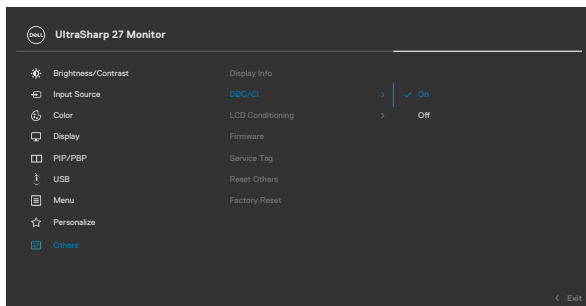 DELL UltraSharp 27 Monitor
Brightness/Contrast
Input Source
Color
Display
PIP/PBP
USB
Menu
Personalize
Others
Display Info
DDC/CI
LCD Conditioning
Firmware
Service Tag
Reset Others
Factory Reset
On
Off
Exit